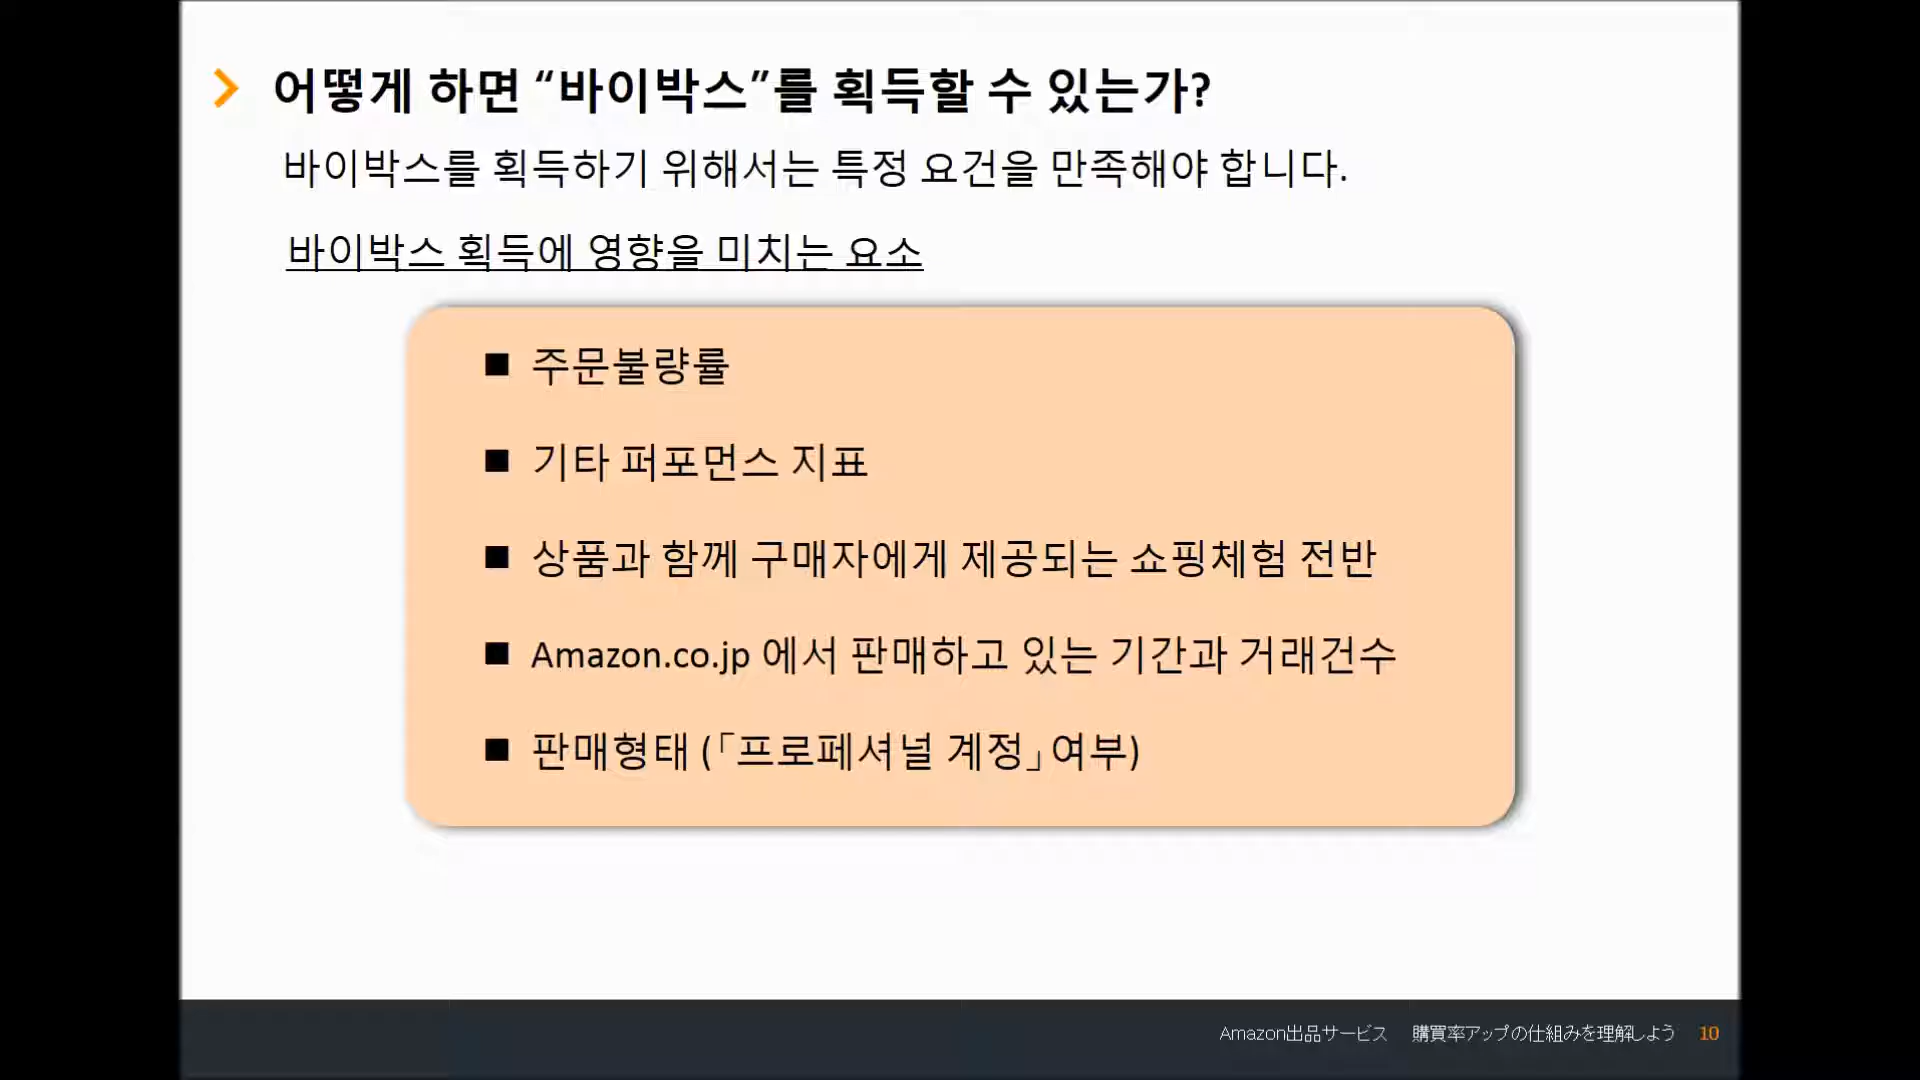 어떻게 하면 “바이박스”를 획득할 수 있는가?
바이박스를 획득하기 위해서는 특정 요건을 만족해야 합니다.
바이박스 획득에 영향을 미치는 요소
■ 주문불량률
■ 기타 퍼포먼스 지표
■ 상품과 함께 구매자에게 제공되는 쇼핑체험 전반
■ Amazon.co.jp 에서 판매하고 있는 기간과 거래건수
■ 판매형태 (「프로페셔널 계정」여부)
Amazon出品サービス 購買率アップの仕組みを理解しよう 10